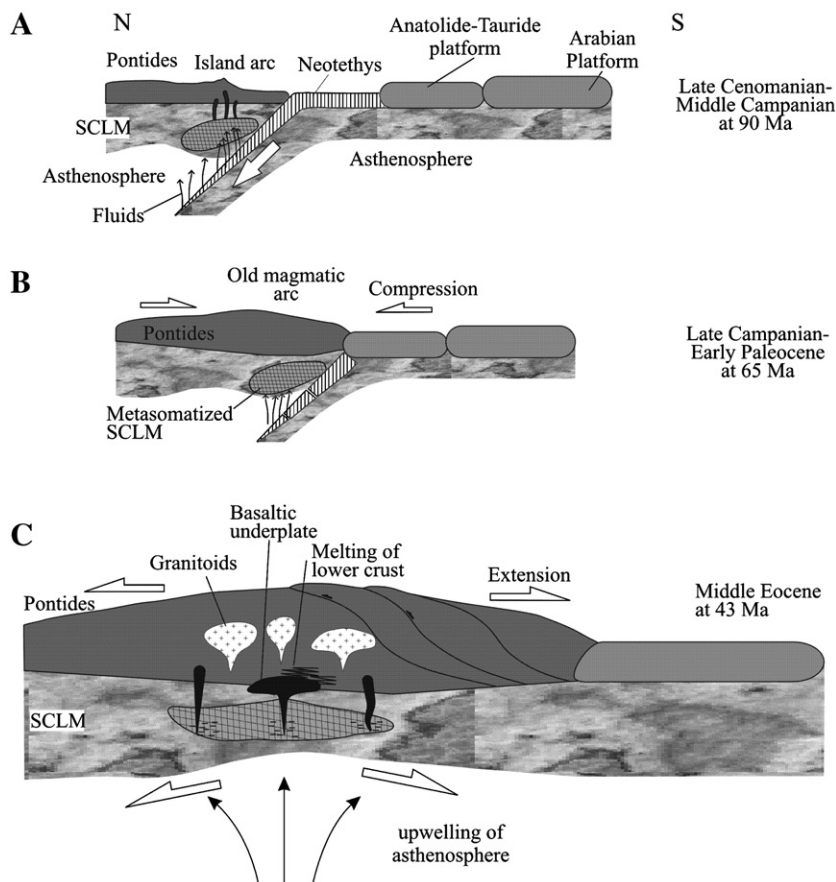 A
N
S
Pontides
Island arc
Neotethys
Anatolide-Tauride
platform
Arabian
Platform
SCLM
Asthenosphere
Asthenosphere
Fluids
Late Cenomanian-
Middle Campanian
at 90 Ma
B
Old magmatic
arc
Compression
Pontides
Metasomatized
SCLM
Late Campanian-
Early Paleocene
at 65 Ma
C
Basaltic
underplate
Granitoids
Melting of
lower crust
Extension
Pontides
Middle Eocene
at 43 Ma
SCLM
upwelling of
asthenosphere